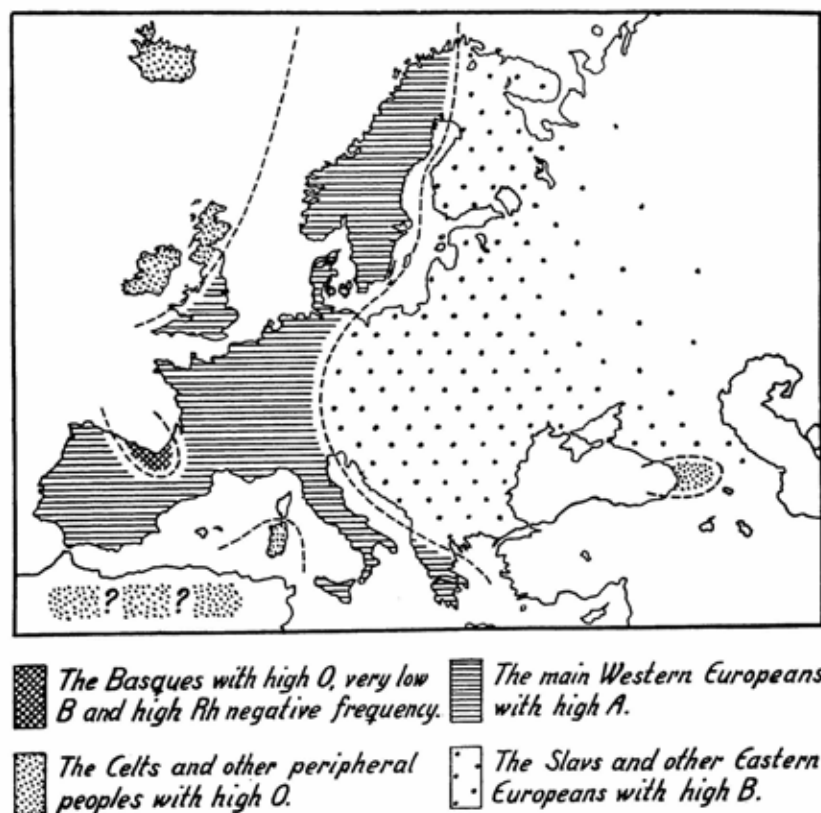 ? ?
The Basques with high O, very low
B and high Rh negative frequency.
The main Western Europeans
with high A.
The Celts and other peripheral
peoples with high O.
The Slavs and other Eastern
Europeans with high B.